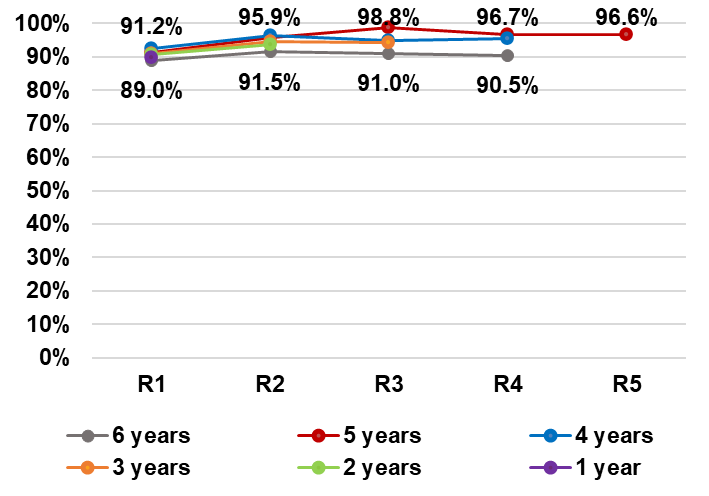 100%
91.2% 95.9% 98.8% 96.7% 96.6%
90%
89.0% 91.5% 91.0% 90.5%
80%
70%
60%
50%
40%
30%
20%
10%
0%
R1 R2 R3 R4 R5
6 years 5 years 4 years
3 years 2 years 1 year